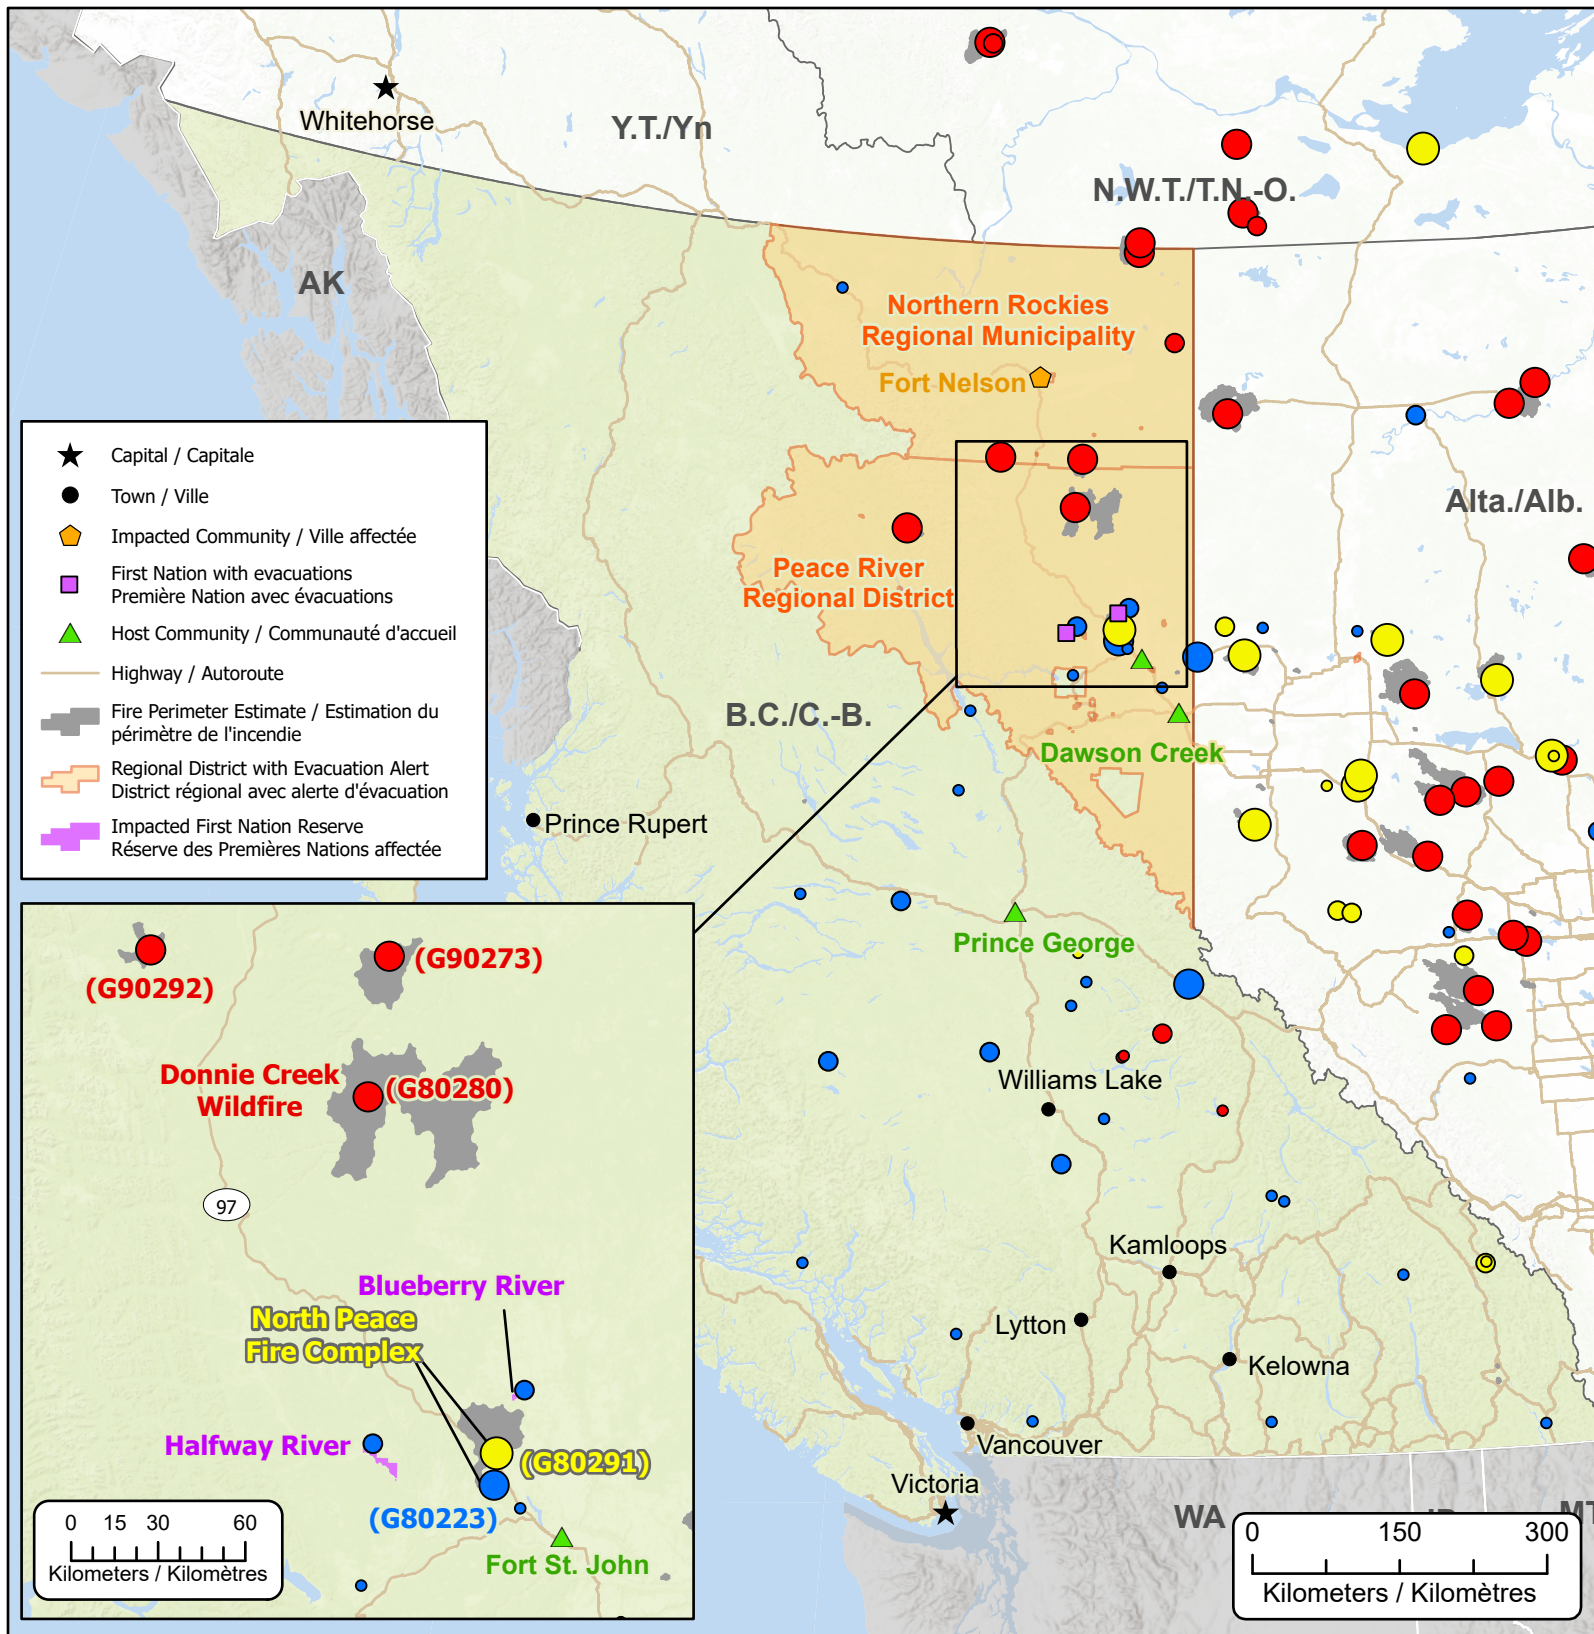 Whitehorse
Y.T./Yn
N.W.T./T.N.-O.
AK
Northern Rockies
Regional Municipality
Fort Nelson
Alta./Alb.
Peace River
Regional District
B.C./C.-B.
Dawson Creek
Prince Rupert
Prince George
Williams Lake
Kamloops
Lytton
Kelowna
Vancouver
Victoria
WA
MT
Capital / Capitale
Town / Ville
Impacted Community / Ville affectée
First Nation with evacuations
Première Nation avec évacuations
Host Community / Communauté d'accueil
Highway / Autoroute
Fire Perimeter Estimate / Estimation du
périmètre de l'incendie
Regional District with Evacuation Alert
District régional avec alerte d'évacuation
Impacted First Nation Reserve
Réserve des Premières Nations affectée
(G90292)
(G90273)
Donnie Creek
Wildfire
(G80280)
97
Blueberry River
North Peace
Fire Complex
Halfway River
(G80291)
(G80223)
Fort St. John
0 15 30 60
Kilometers / Kilomètres
0 150 300
Kilometers / Kilomètres